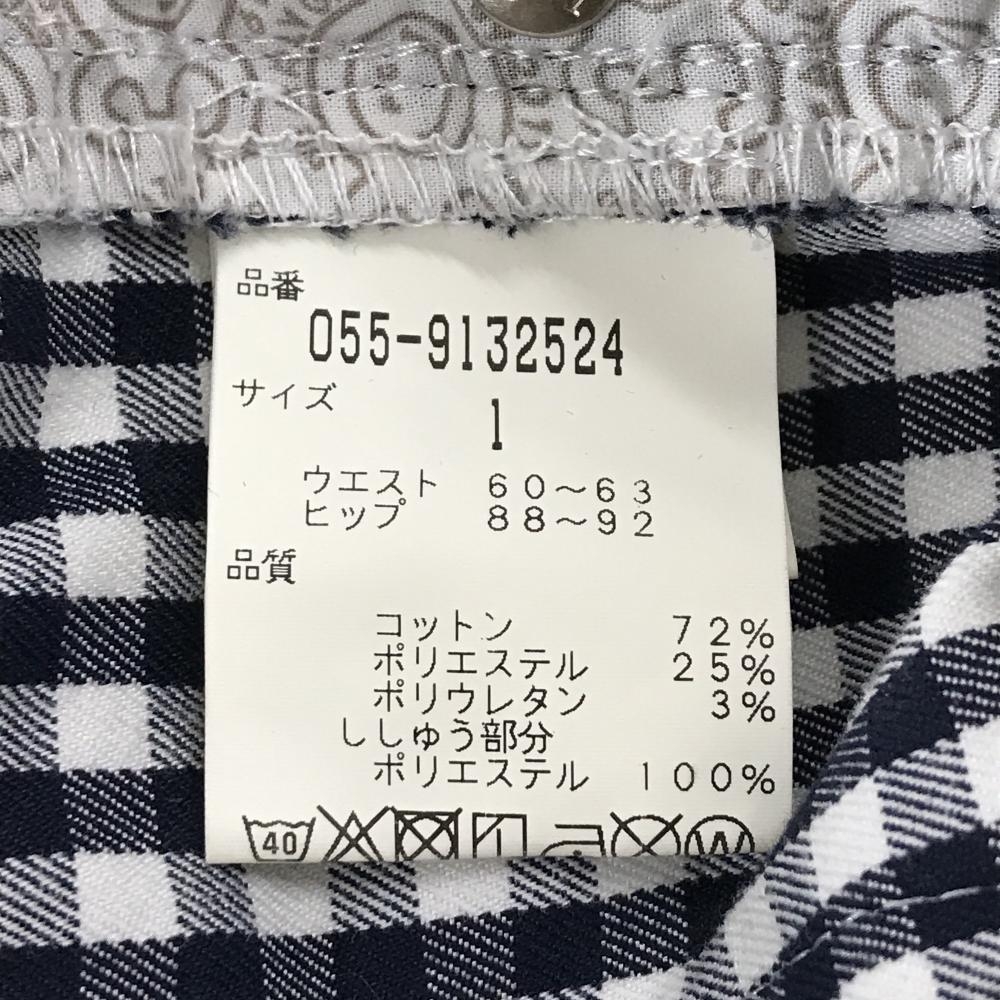 品番
055-9132524
サイズ
1
ウエスト 60～63
ヒップ 88～92
品質
コットン 72%
ポリエステル 25%
ポリウレタン 3%
ししゅう部分
ポリエステル 100%
40 W